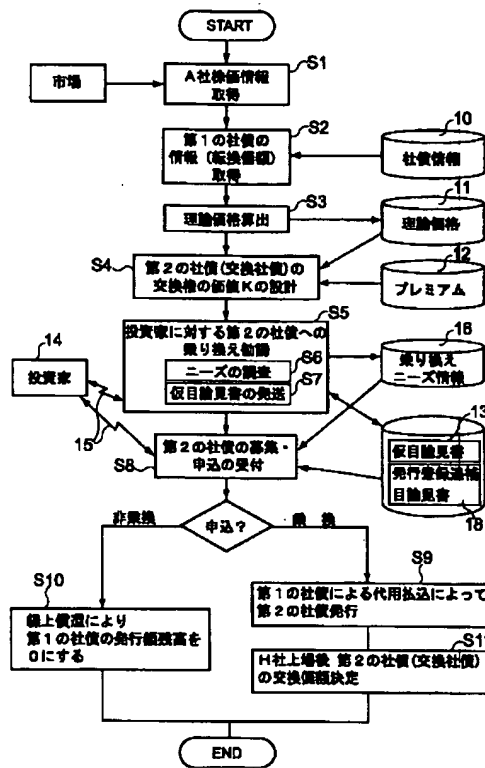 START
S1
市場
A社株価情報
取得
S2
第1の社債の
情報(転換価額)
取得
10
社債情報
S3
理論価格算出
11
理論価格
S4
第2の社債(交換社債)の
交換権の価値Kの設計
12
プレミアム
S5
投資家に対する第2の社債への
乗り換え勧誘
S6
ニーズの調査
S7
仮目論見書の発送
14
投資家
15
16
乗り換え
ニーズ情報
13
仮目論見書
発行登録追補
目論見書
18
第2の社債の募集・
申込の受付
S8
申込?
非乗換
乗換
S10
繰上償還により
第1の社債の発行額残高を
0にする
S9
第1の社債による代用払込によって
第2の社債発行
S11
H社上場後 第2の社債(交換社債)
の交換価額決定
END